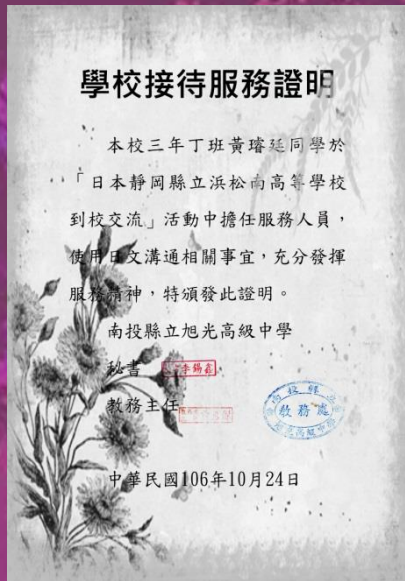 學校接待服務證明
本校三年丁班黃璿廷同學於
「日本靜岡縣立浜松南高等學校
到校交流」活動中擔任服務人員，
使用日文溝通相關事宜，充分發揮
服務精神，特頒發此證明。
南投縣立旭光高級中學
秘書 李錫鑫
教務主任
教務處
中華民國106年10月24日